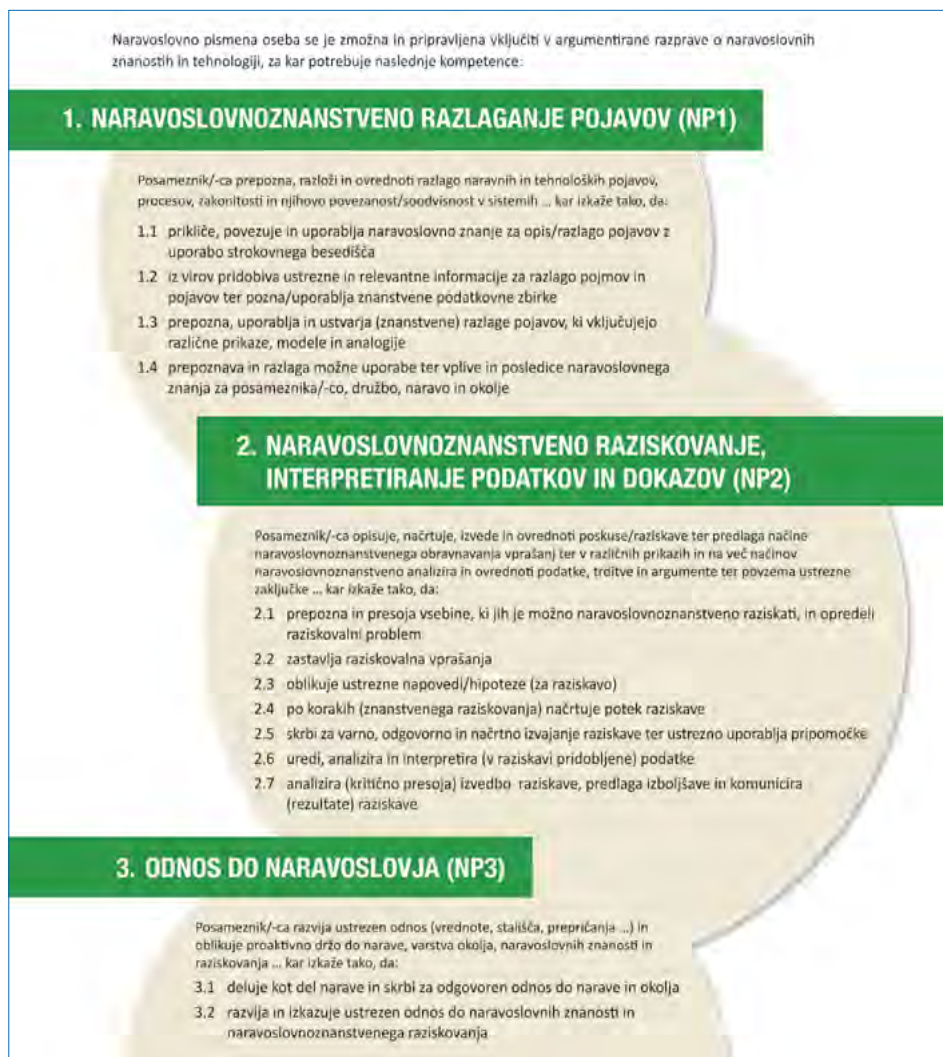 Naravoslovno pismena oseba se je zmožna in pripravljena vključiti v argumentirane razprave o naravoslovnih
znanostih in tehnologiji, za kar potrebuje naslednje kompetence:
1. NARAVOSLOVNOZNANSTVENO RAZLAGANJE POJAVOV (NP1)
Posameznik/-ca prepozna, razloži in ovrednoti razlago naravnih in tehnoloških pojavov,
procesov, zakonitosti in njihovo povezanost/soodvisnost v sistemih ... kar izkaže tako, da:
1.1 prikliče, povezuje in uporablja naravoslovno znanje za opis/razlago pojavov z
uporabo strokovnega besedišča
1.2 iz virov pridobiva ustrezne in relevantne informacije za razlago pojmov in
pojavov ter pozna/uporablja znanstvene podatkovne zbirke
1.3 prepozna, uporablja in ustvarja (znanstvene) razlage pojavov, ki vključujejo
različne prikaze, modele in analogije
1.4 prepoznava in razlaga možne uporabe ter vplive in posledice naravoslovnega
znanja za posameznika/-co, družbo, naravo in okolje
2. NARAVOSLOVNOZNANSTVENO RAZISKOVANJE,
INTERPRETIRANJE PODATKOV IN DOKAZOV (NP2)
Posameznik/-ca opisuje, načrtuje, izvede in ovrednoti poskuse/raziskave ter predlaga načine
naravoslovnoznanstvenega obravnavanja vprašanj ter v različnih prikazih in na več načinov
naravoslovnoznanstveno analizira in ovrednoti podatke, trditve in argumente ter povzema ustrezne
zaključke ... kar izkaže tako, da:
2.1 prepozna in presoja vsebine, ki jih je možno naravoslovnoznanstveno raziskati, in opredeli
raziskovalni problem
2.2 zastavlja raziskovalna vprašanja
2.3 oblikuje ustrezne napovedi/hipoteze (za raziskavo)
2.4 po korakih (znanstvenega raziskovanja) načrtuje potek raziskave
2.5 skrbi za varno, odgovorno in načrtno izvajanje raziskave ter ustrezno uporablja pripomočke
2.6 uredi, analizira in interpretira (v raziskavi pridobljene) podatke
2.7 analizira (kritično presoja) izvedbo raziskave, predlaga izboljšave in komunicira
(rezultate) raziskave
3. ODNOS DO NARAVOSLOVJA (NP3)
Posameznik/-ca razvija ustrezen odnos (vrednote, stališča, prepričanja ...) in
oblikuje proaktivno držo do narave, varstva okolja, naravoslovnih znanosti in
raziskovanja ... kar izkaže tako, da:
3.1 deluje kot del narave in skrbi za odgovoren odnos do narave in okolja
3.2 razvija in izkazuje ustrezen odnos do naravoslovnih znanosti in
naravoslovnoznanstvenega raziskovanja